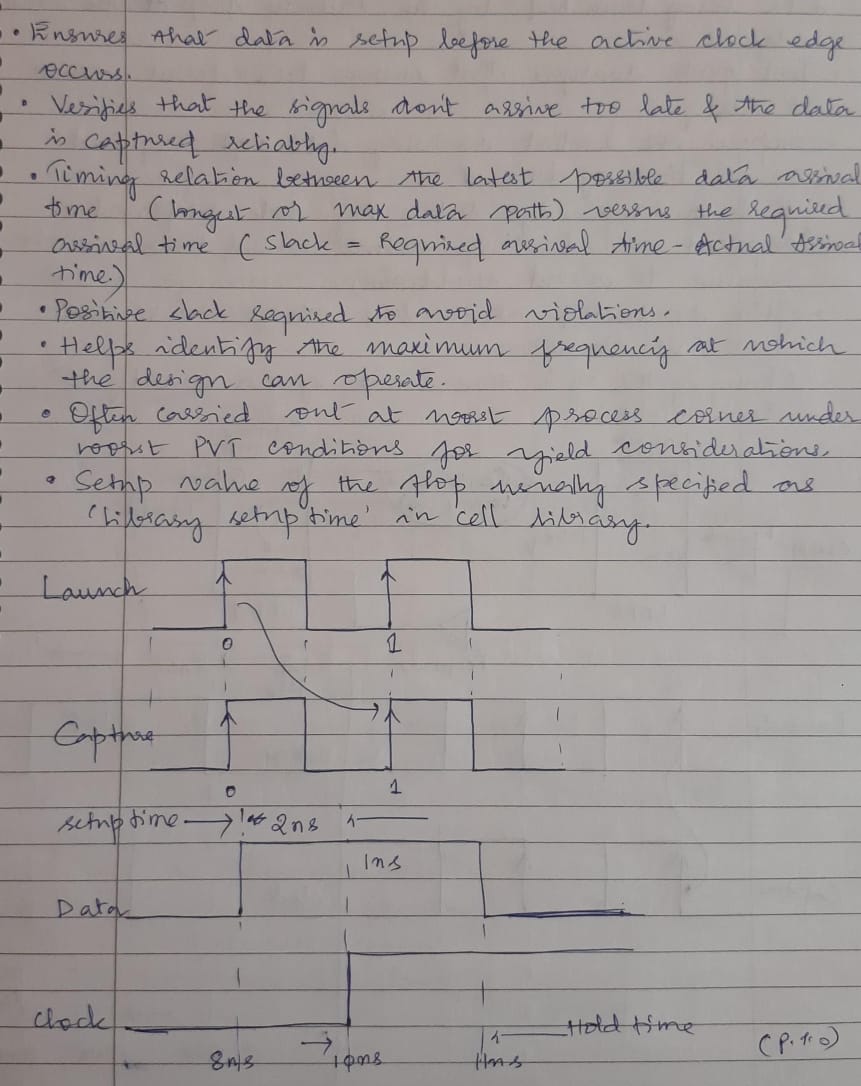 • Ensures that data is setup before the active clock edge
occurs.
• Verifies that the signals don't arrive too late & the data
is captured reliably.
• Timing relation between the latest possible data arrival
time (longest or max data path) versus the required
arrival time (slack = Required arrival time - Actual Arrival
time.)
• Positive slack required to avoid violations.
• Helps identify the maximum frequency at which
the design can operate.
• Often carried out at worst process corner under
worst PVT conditions for yield considerations.
• Setup value of the flop usually specified as
'Library setup time' in cell library.
Launch
0 1
Capture
0 1
setup time → 2ns
1ns
Data
Clock
Hold time
8ns 10ns 11ns
(P.T.O)